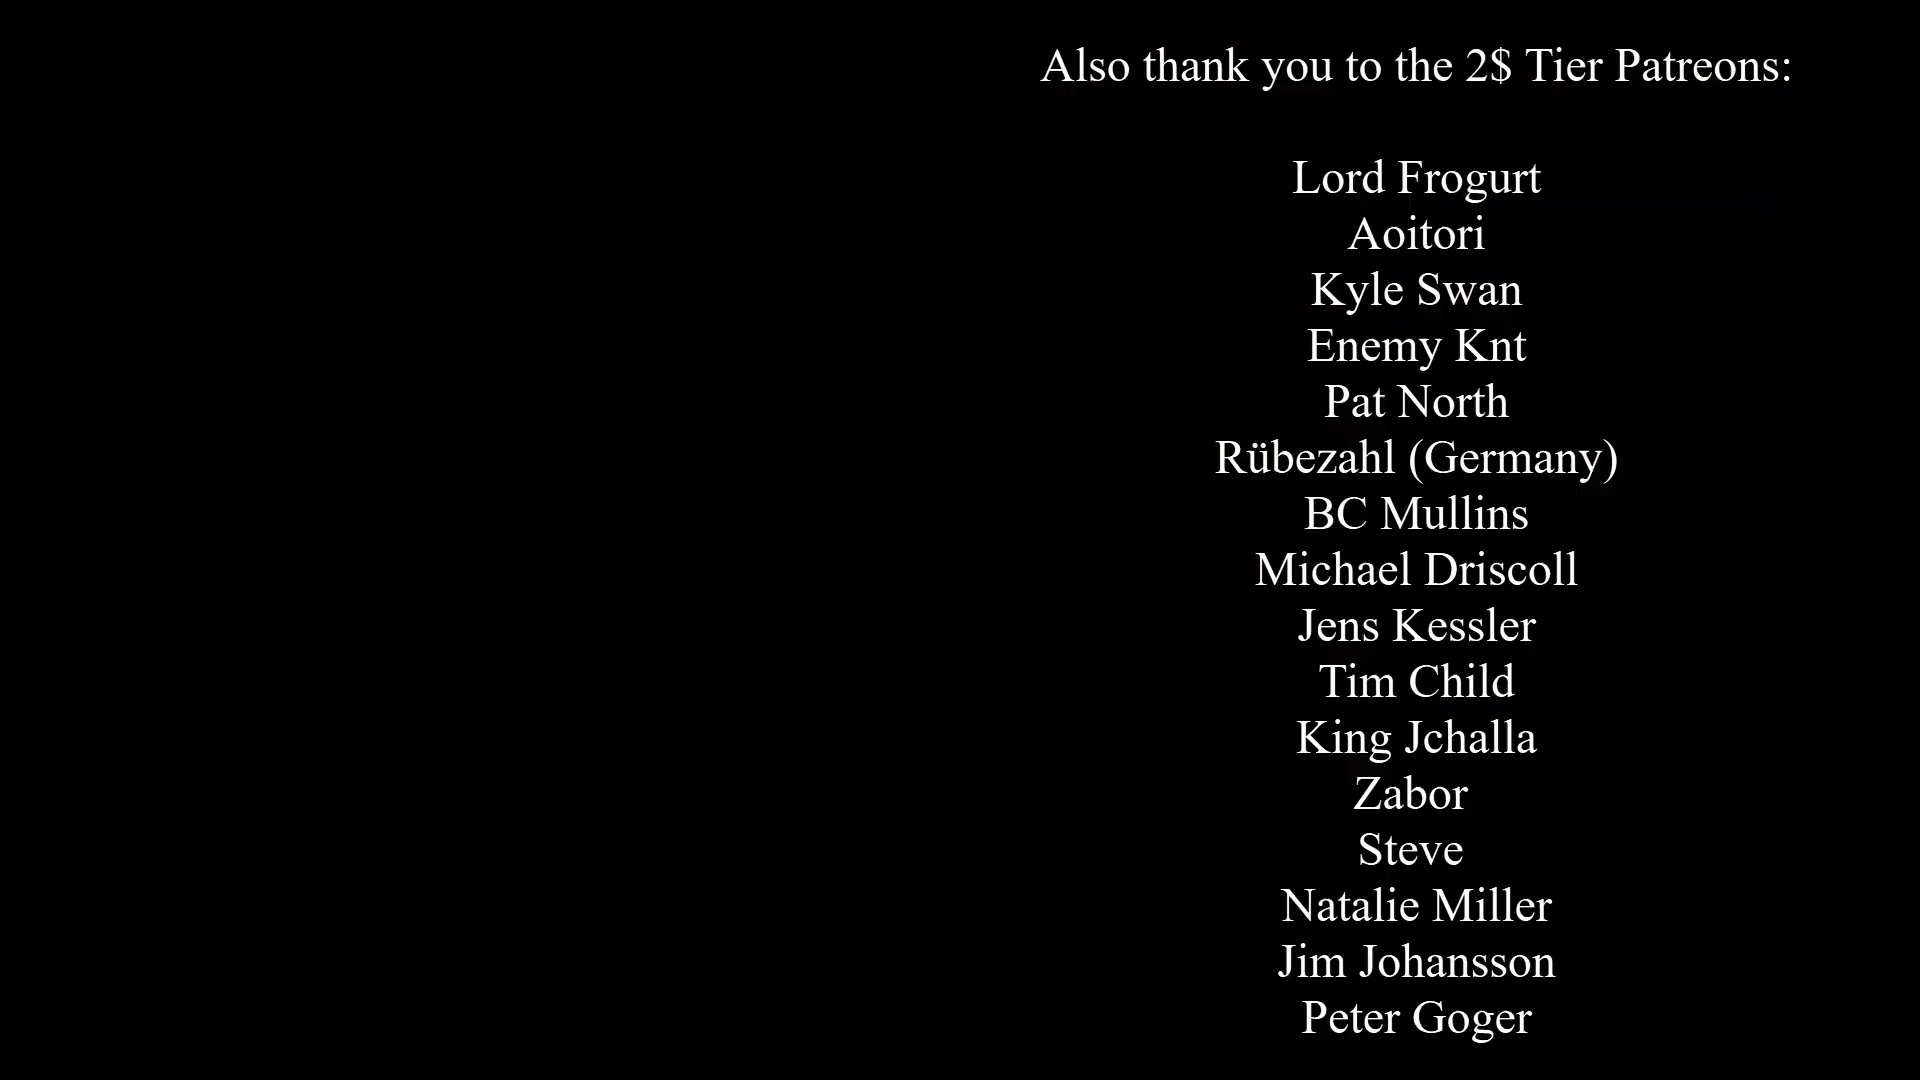 Also thank you to the 2$ Tier Patreons:
Lord Frogurt
Aoitori
Kyle Swan
Enemy Knt
Pat North
Rübezahl (Germany)
BC Mullins
Michael Driscoll
Jens Kessler
Tim Child
King Jchalla
Zabor
Steve
Natalie Miller
Jim Johansson
Peter Goger